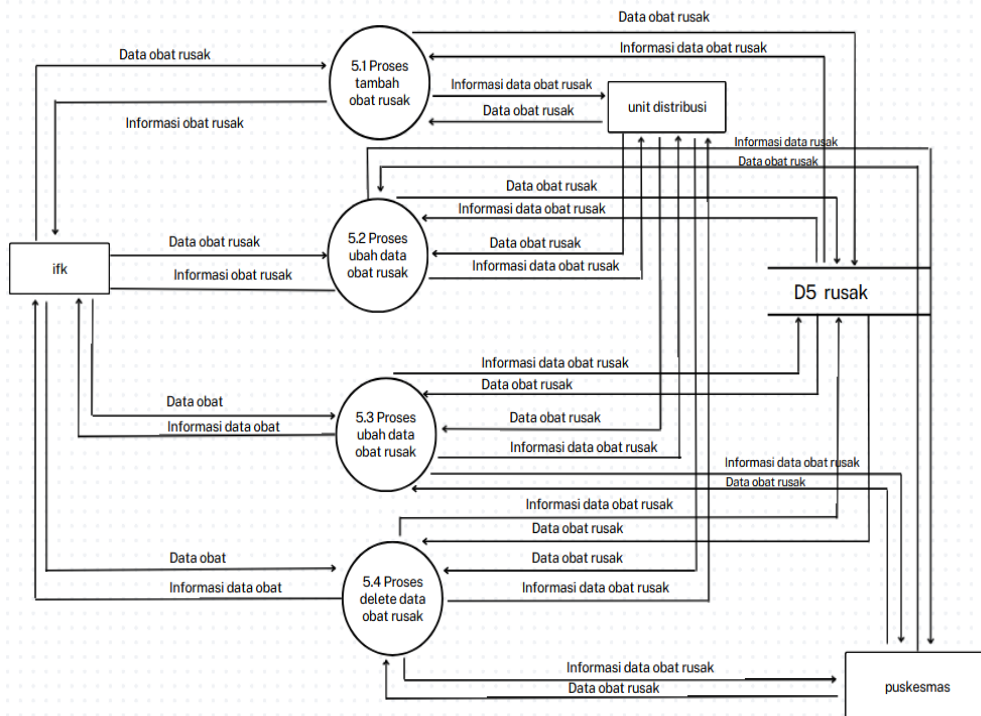 Data obat rusak
Data obat rusak
Informasi data obat rusak
5.1 Proses
tambah
obat rusak
Informasi data obat rusak
unit distribusi
Data obat rusak
Informasi obat rusak
Informasi data rusak
Data obat rusak
Data obat rusak
Informasi data obat rusak
5.2 Proses
ubah data
obat rusak
Data obat rusak
Data obat rusak
ifk
Informasi obat rusak
Informasi data obat rusak
D5 rusak
Informasi data obat rusak
Data obat rusak
5.3 Proses
ubah data
obat rusak
Data obat
Informasi data obat
Data obat rusak
Informasi data obat rusak
Informasi data obat rusak
Data obat rusak
Informasi data obat rusak
Data obat rusak
Data obat
Data obat rusak
5.4 Proses
delete data
obat rusak
Informasi data obat
Informasi data obat rusak
Informasi data obat rusak
Data obat rusak
puskesmas